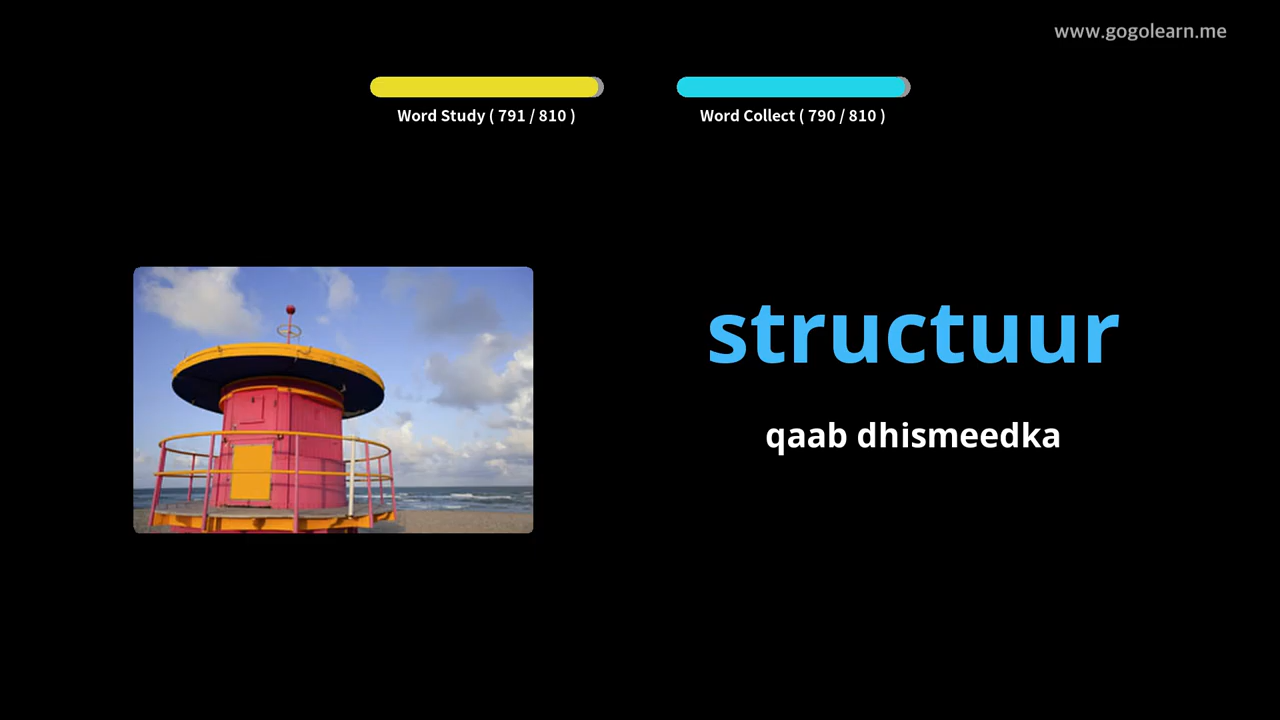 www.gogolearn.me
Word Study ( 791 / 810 )
Word Collect ( 790 / 810 )
structuur
qaab dhismeedka